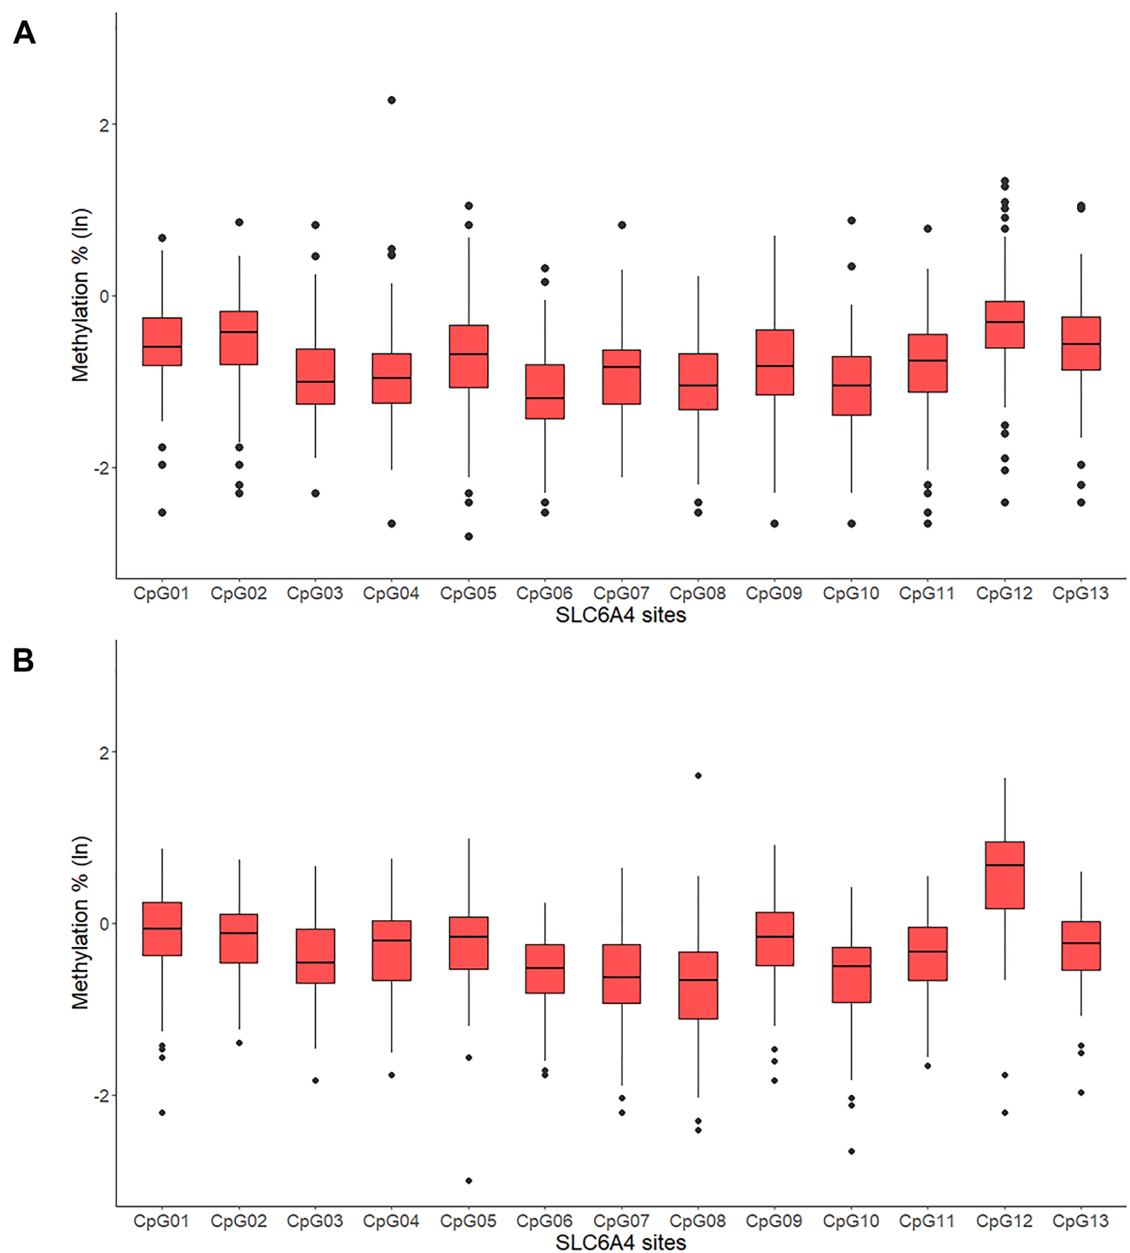 A
Methylation % (ln)
2
0
-2
CpG01 CpG02 CpG03 CpG04 CpG05 CpG06 CpG07 CpG08 CpG09 CpG10 CpG11 CpG12 CpG13
SLC6A4 sites
B
Methylation % (ln)
2
0
-2
CpG01 CpG02 CpG03 CpG04 CpG05 CpG06 CpG07 CpG08 CpG09 CpG10 CpG11 CpG12 CpG13
SLC6A4 sites